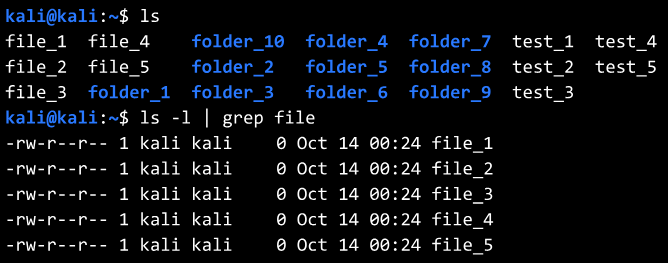 kali@kali:~$ ls
file_1  file_4    folder_10  folder_4  folder_7  test_1  test_4
file_2  file_5    folder_2   folder_5  folder_8  test_2  test_5
file_3  folder_1  folder_3   folder_6  folder_9  test_3
kali@kali:~$ ls -l | grep file
-rw-r--r-- 1 kali kali    0 Oct 14 00:24 file_1
-rw-r--r-- 1 kali kali    0 Oct 14 00:24 file_2
-rw-r--r-- 1 kali kali    0 Oct 14 00:24 file_3
-rw-r--r-- 1 kali kali    0 Oct 14 00:24 file_4
-rw-r--r-- 1 kali kali    0 Oct 14 00:24 file_5